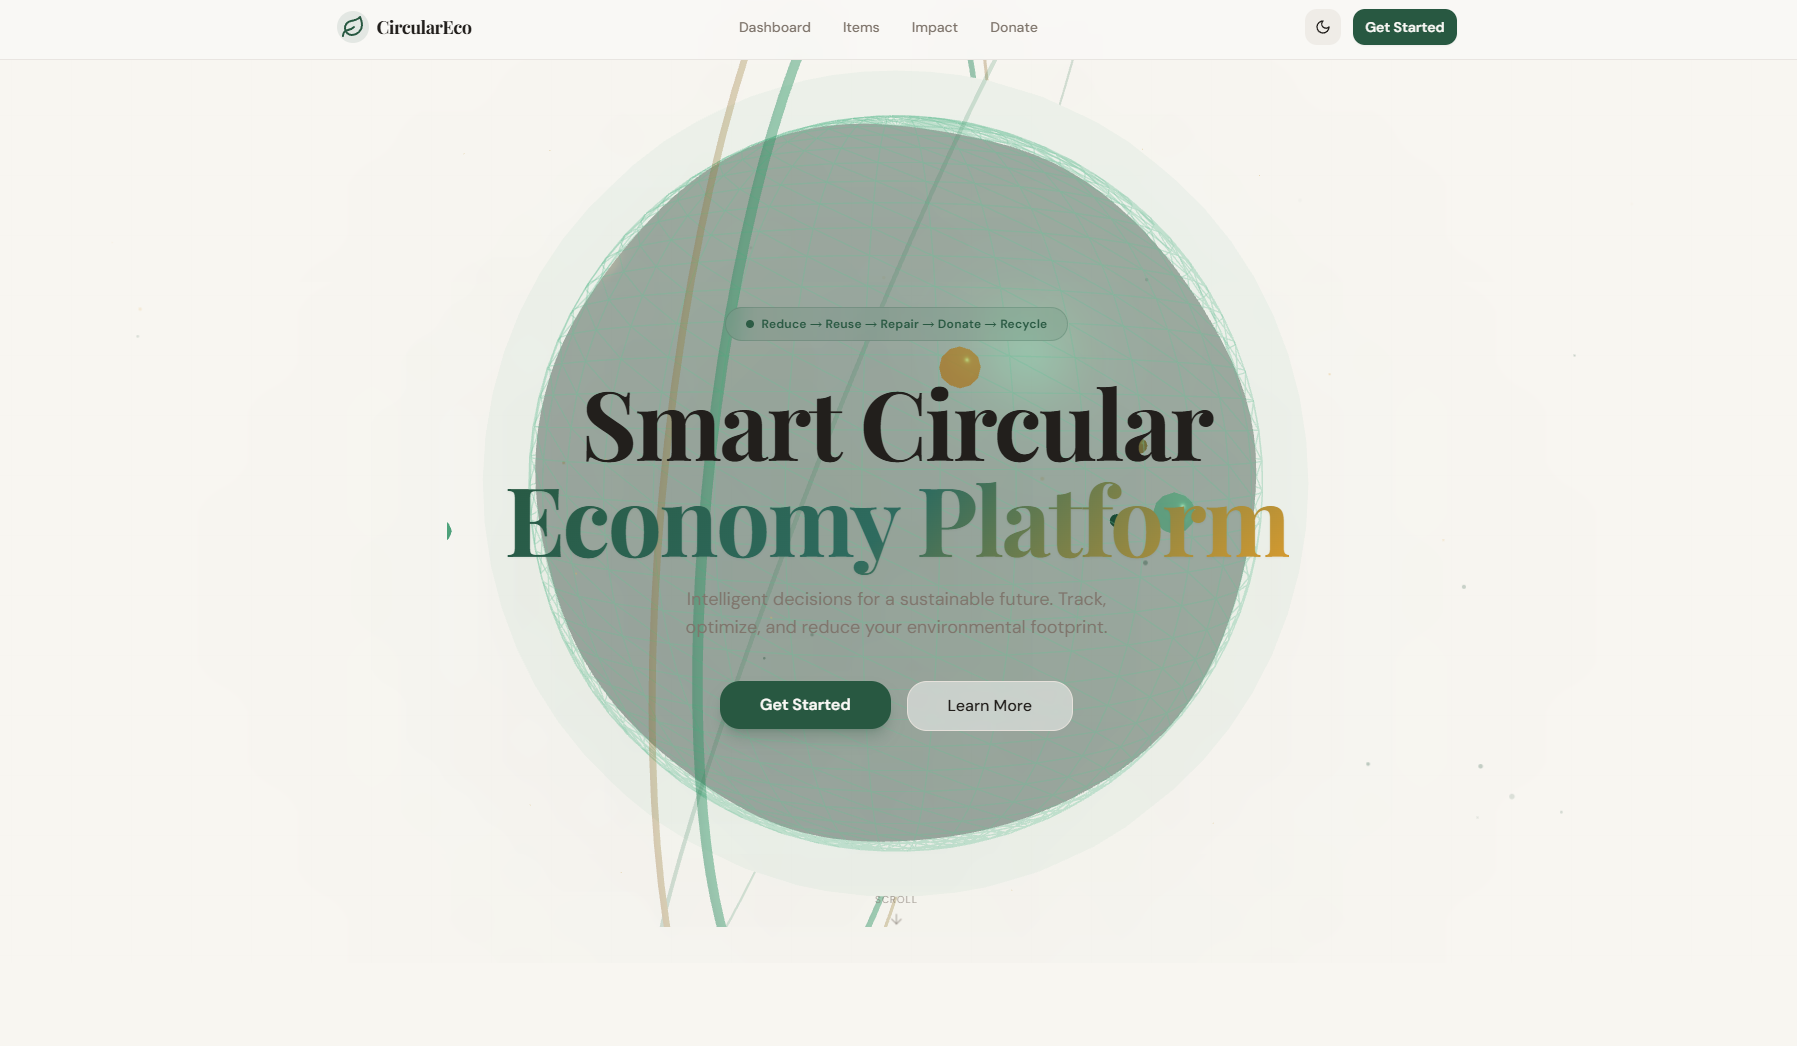 CircularEco
Dashboard
Items
Impact
Donate
Get Started
Reduce → Reuse → Repair → Donate → Recycle
Smart Circular
Economy Platform
Intelligent decisions for a sustainable future. Track,
optimize, and reduce your environmental footprint.
Get Started
Learn More
SCROLL